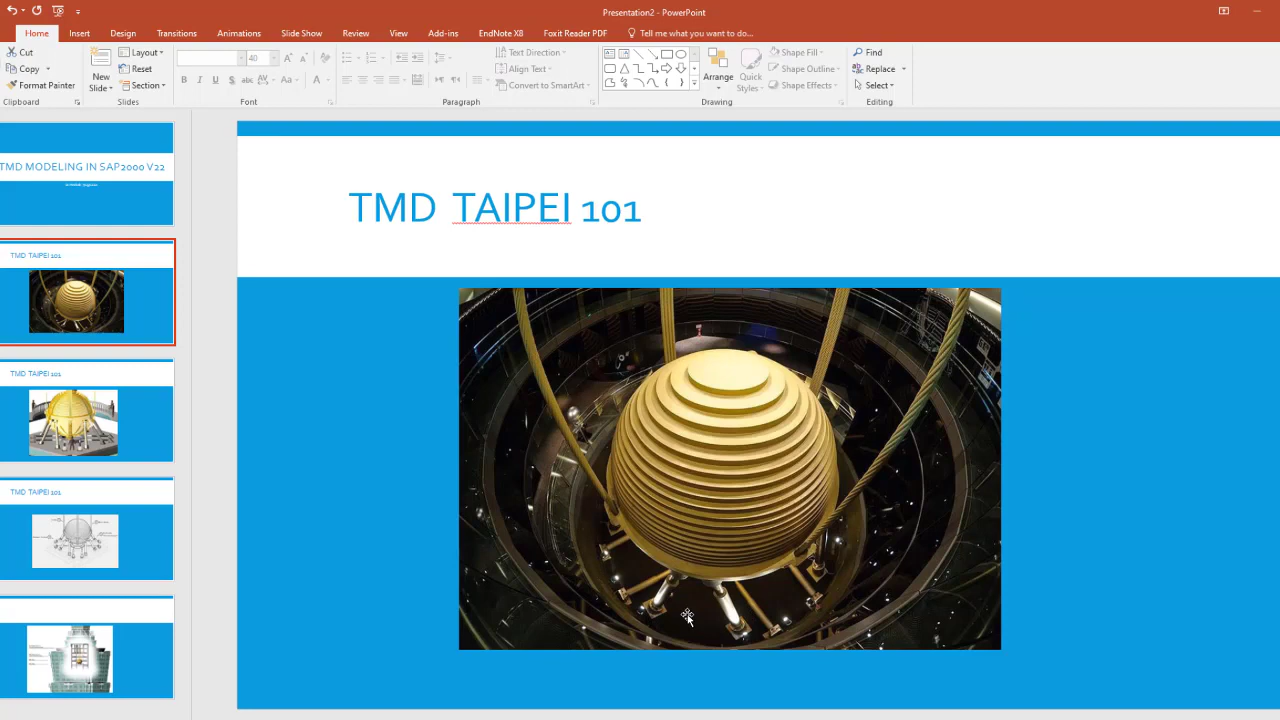 Presentation2 - PowerPoint
Home Insert Design Transitions Animations Slide Show Review View Add-ins EndNote X8 Foxit Reader PDF Tell me what you want to do...
Cut
Copy
Format Painter
Clipboard
New Slide
Layout
Reset
Section
Slides
40
B I U S abc AV Aa A
Font
Text Direction
Align Text
Convert to SmartArt
Paragraph
Arrange
Quick Styles
Shape Fill
Shape Outline
Shape Effects
Drawing
Find
Replace
Select
Editing
TMD MODELING IN SAP2000 V22
TMD TAIPEI 101
TMD TAIPEI 101
TMD TAIPEI 101
TMD TAIPEI 101